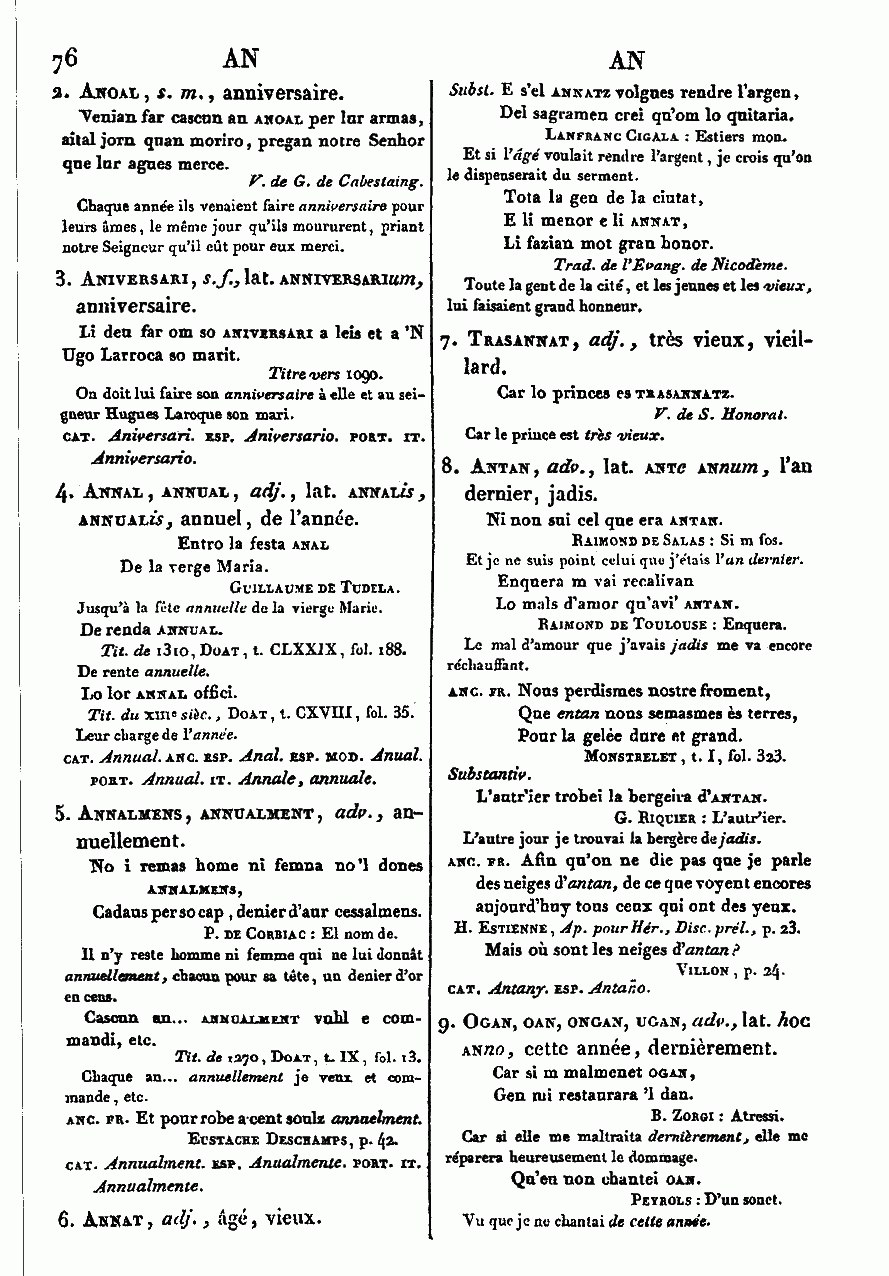 76 AN AN
2. Anoal, s. m., anniversaire.
Venian far cascun an anoal per lur armas,
aital jorn quan moriro, pregan notre Senhor
que lur agues merce.
V. de G. de Cabestaing.
Chaque année ils venaient faire anniversaire pour
leurs âmes, le même jour qu'ils moururent, priant
notre Seigneur qu'il eût pour eux merci.
3. Aniversari, s. f., lat. anniversarium,
anniversaire.
Li deu far om so aniversari a leis et a 'N
Ugo Larroca so marit.
Titre vers 1090.
On doit lui faire son anniversaire à elle et au sei-
gneur Hugues Laroque son mari.
cat. Aniversari. esp. Aniversario. port. it.
Anniversario.
4. Annal, annual, adj., lat. annalis,
annualis, annuel, de l'année.
Entro la festa anal
De la verge Maria.
Guillaume de Tudela.
Jusqu'à la fête annuelle de la vierge Marie.
De renda annual.
Tit. de 1310, Doat, t. CLXXIX, fol. 188.
De rente annuelle.
Lo lor annal offici.
Tit. du XIIIe sièc., Doat, t. CXVIII, fol. 35.
Leur charge de l'année.
cat. Annual. anc. esp. Anal. esp. mod. Anual.
port. Annual. it. Annale, annuale.
5. Annalmens, annualment, adv., an-
nuellement.
No i remas home ni femna no'l dones
annalmens,
Cadaus per so cap, denier d'aur cessalmens.
P. de Corbiac : El nom de.
Il n'y reste homme ni femme qui ne lui donnât
annuellement, chacun pour sa tête, un denier d'or
en cens.
Cascun an... annualment vuhl e com-
mandi, etc.
Tit. de 1270, Doat, t. IX, fol. 13.
Chaque an... annuellement je veux et com-
mande, etc.
anc. fr. Et pour robe a cent soulz annuelment.
Eustache Deschamps, p. 42.
cat. Annualment. esp. Anualmente. port. it.
Annualmente.
6. Annat, adj., âgé, vieux.
Subst. E s'el annatz volgues rendre l'argen,
Del sagramen crei qu'om lo quitaria.
Lanfranc Cigala : Estiers mon.
Et si l'âgé voulait rendre l'argent, je crois qu'on
le dispenserait du serment.
Tota la gen de la ciutat,
E li menor e li annat,
Li fazian mot gran honor.
Trad. de l'Evang. de Nicodème.
Toute la gent de la cité, et les jeunes et les vieux,
lui faisaient grand honneur.
7. Trasannat, adj., très vieux, vieil-
lard.
Car lo princes es trasannatz.
V. de S. Honorat.
Car le prince est très vieux.
8. Antan, adv., lat. ante annum, l'an
dernier, jadis.
Ni non sui cel que era antan.
Raimond de Salas : Si m fos.
Et je ne suis point celui que j'étais l'an dernier.
Enquera m vai recalivan
Lo mals d'amor qu'avi' antan.
Raimond de Toulouse : Enquera.
Le mal d'amour que j'avais jadis me va encore
réchauffant.
anc. fr. Nous perdismes nostre froment,
Que entan nous semasmes ès terres,
Pour la gelée dure et grand.
Monstrelet, t. I, fol. 323.
Substantiv.
L'autr'ier trobei la bergeira d'antan.
G. Riquier : L'autr'ier.
L'autre jour je trouvai la bergère de jadis.
anc. fr. Afin qu'on ne die pas que je parle
des neiges d'antan, de ce que voyent encores
aujourd'huy tous ceux qui ont des yeux.
H. Estienne, Ap. pour Hér., Disc. prél., p. 23.
Mais où sont les neiges d'antan?
Villon, p. 24.
cat. Antany. esp. Antaño.
9. Ogan, oan, ongan, ugan, adv., lat. hoc
anno, cette année, dernièrement.
Car si m malmenet ogan,
Gen mi restaurara 'l dan.
B. Zorgi : Atressi.
Car si elle me maltraita dernièrement, elle me
réparera heureusement le dommage.
Qu'eu non chantei oan.
Peyrols : D'un sonet.
Vu que je ne chantai de cette année.